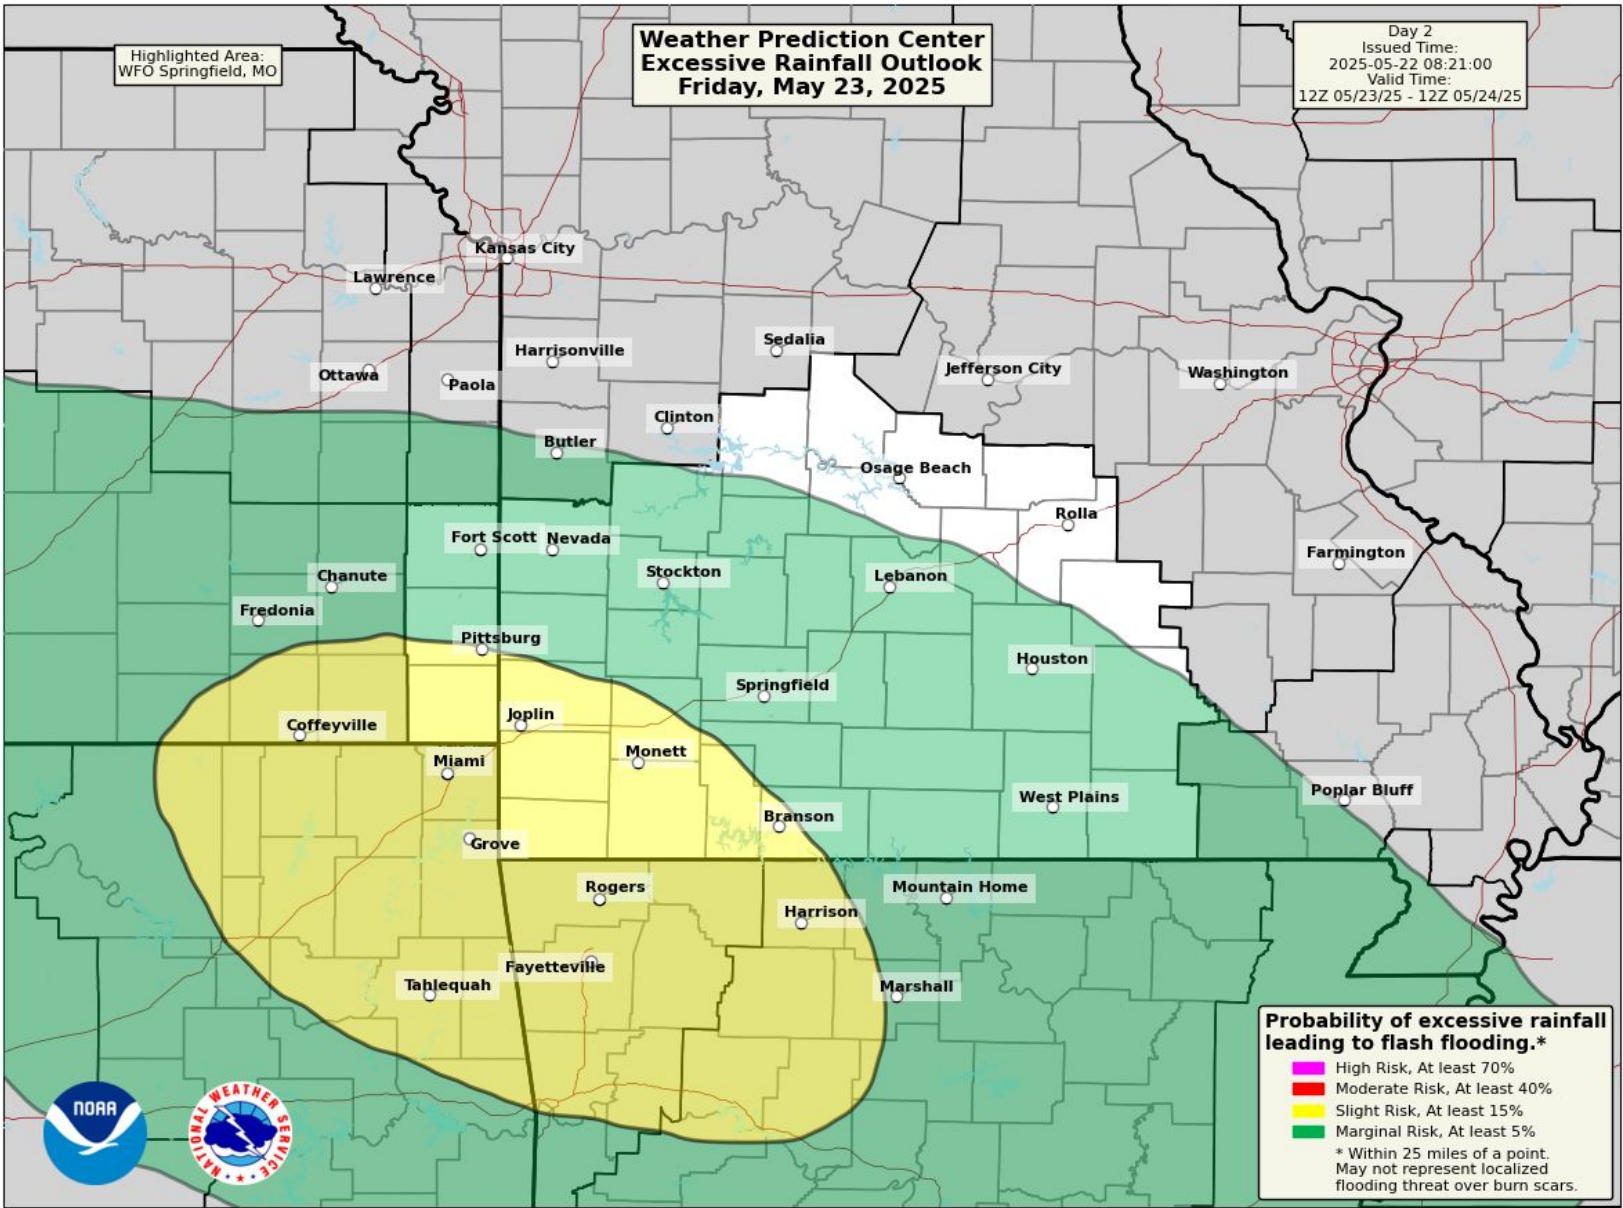 Highlighted Area:
WFO Springfield, MO
Weather Prediction Center
Excessive Rainfall Outlook
Friday, May 23, 2025
Day 2
Issued Time:
2025-05-22 08:21:00
Valid Time:
12Z 05/23/25 - 12Z 05/24/25
Kansas City
Lawrence
Sedalia
Harrisonville
Jefferson City
Washington
Ottawa
Paola
Clinton
Butler
Osage Beach
Rolla
Fort Scott
Nevada
Farmington
Stockton
Lebanon
Chanute
Fredonia
Pittsburg
Houston
Springfield
Joplin
Coffeyville
Monett
Miami
Poplar Bluff
West Plains
Branson
Grove
Rogers
Mountain Home
Harrison
Fayetteville
Tahlequah
Marshall
Probability of excessive rainfall
leading to flash flooding.*
High Risk, At least 70%
Moderate Risk, At least 40%
Slight Risk, At least 15%
Marginal Risk, At least 5%
* Within 25 miles of a point.
May not represent localized
flooding threat over burn scars.
NOAA
NATIONAL WEATHER SERVICE